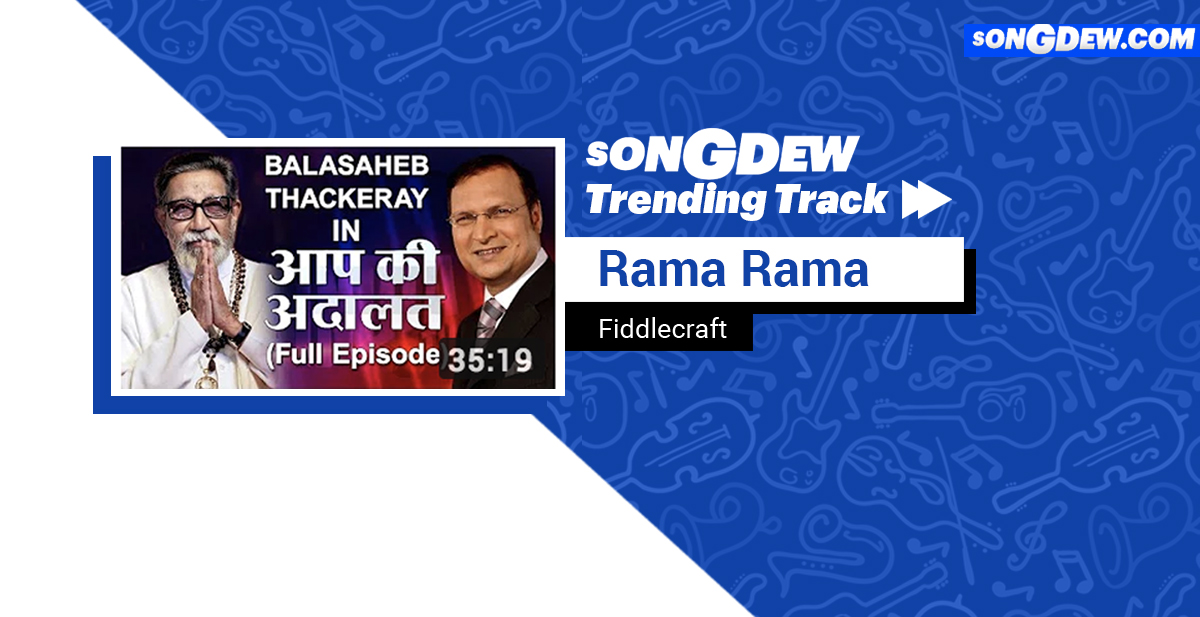 SONGDEW.COM
BALASAHEB
THACKERAY
IN
आप की
अदालत
(Full Episode
35:19
SONGDEW
Trending Track
Rama Rama
Fiddlecraft